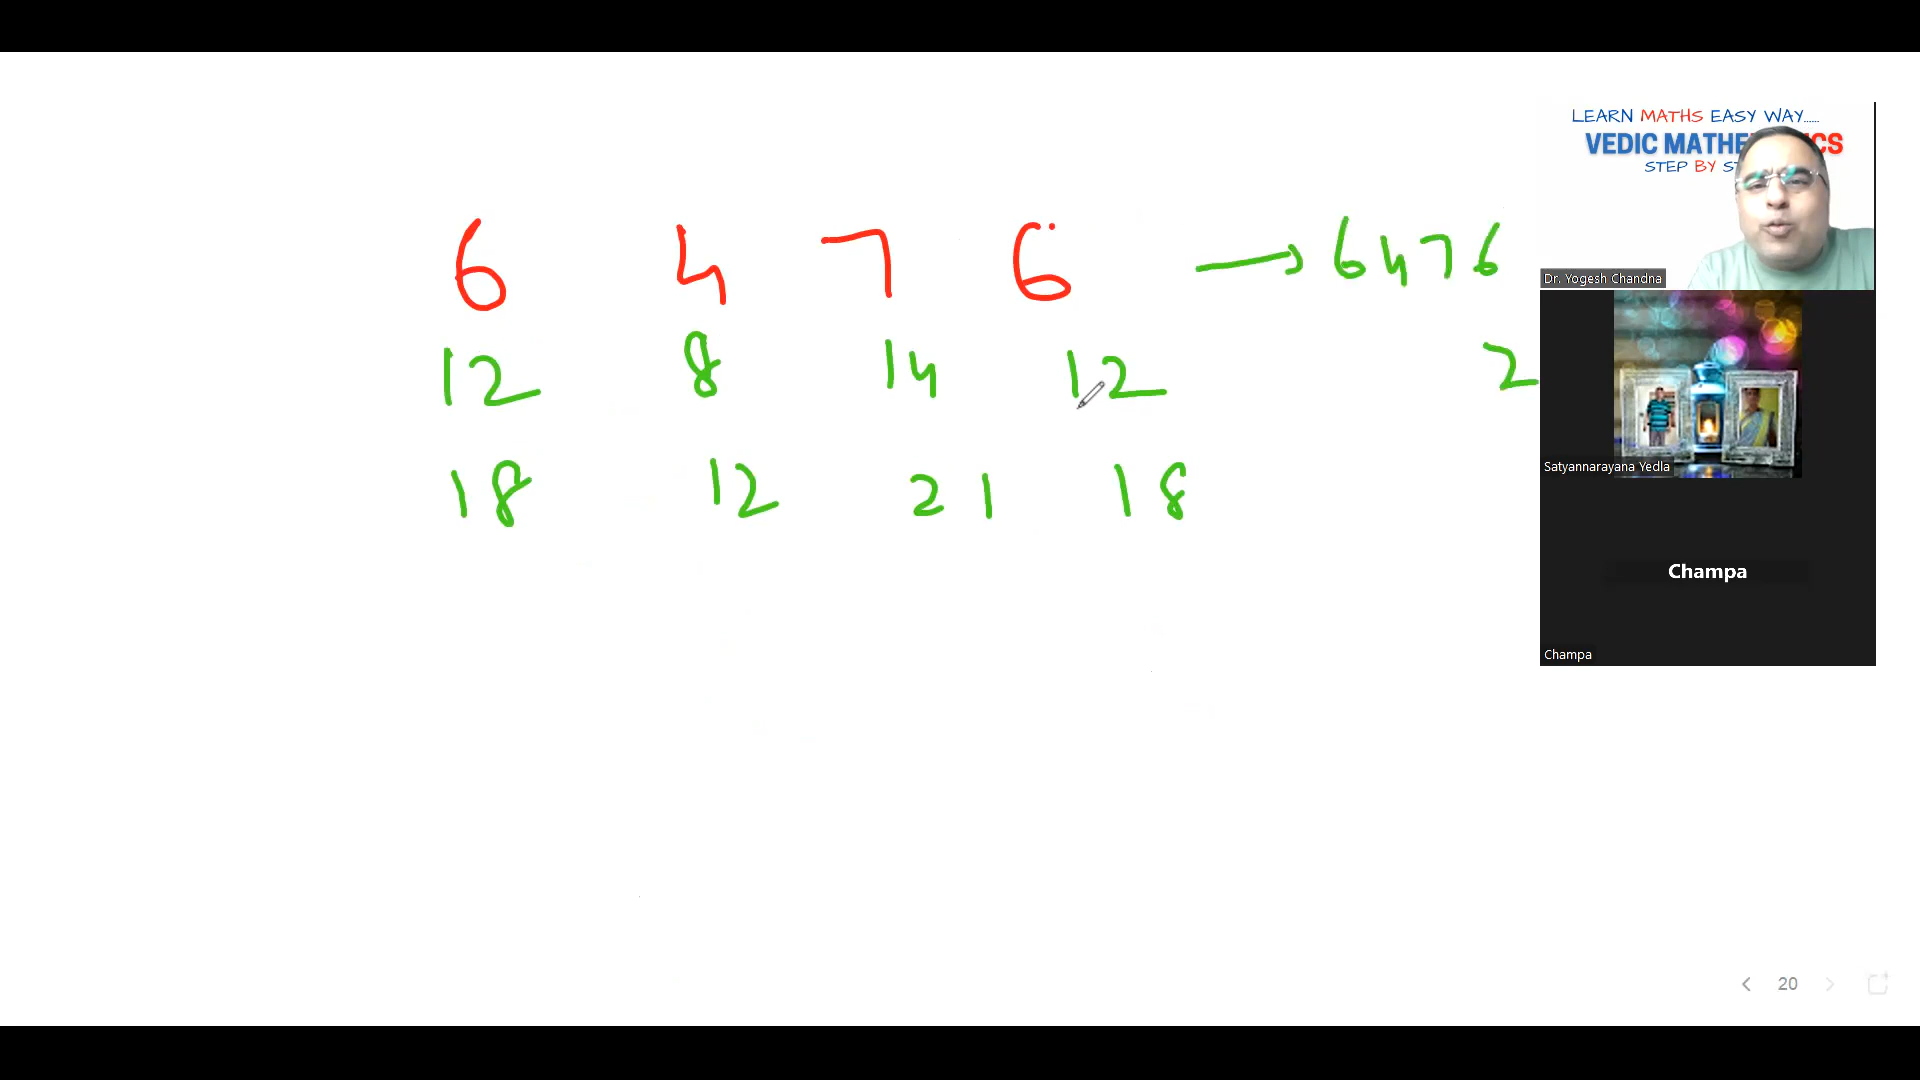 LEARN MATHS EASY WAY......
VEDIC MATHE CS
STEP BY
6 4 7 6 → 6476
12 8 14 12 2
18 12 21 18
Dr. Yogesh Chandna
Satyannarayana Yedla
Champa
Champa
20